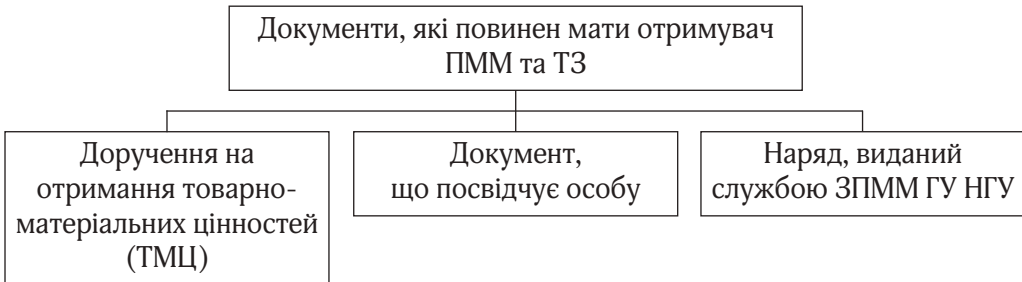 Документи, які повинен мати отримувач
ПММ та ТЗ
Доручення на
отримання товарно-
матеріальних цінностей
(ТМЦ)
Документ,
що посвідчує особу
Наряд, виданий
службою ЗПММ ГУ НГУ